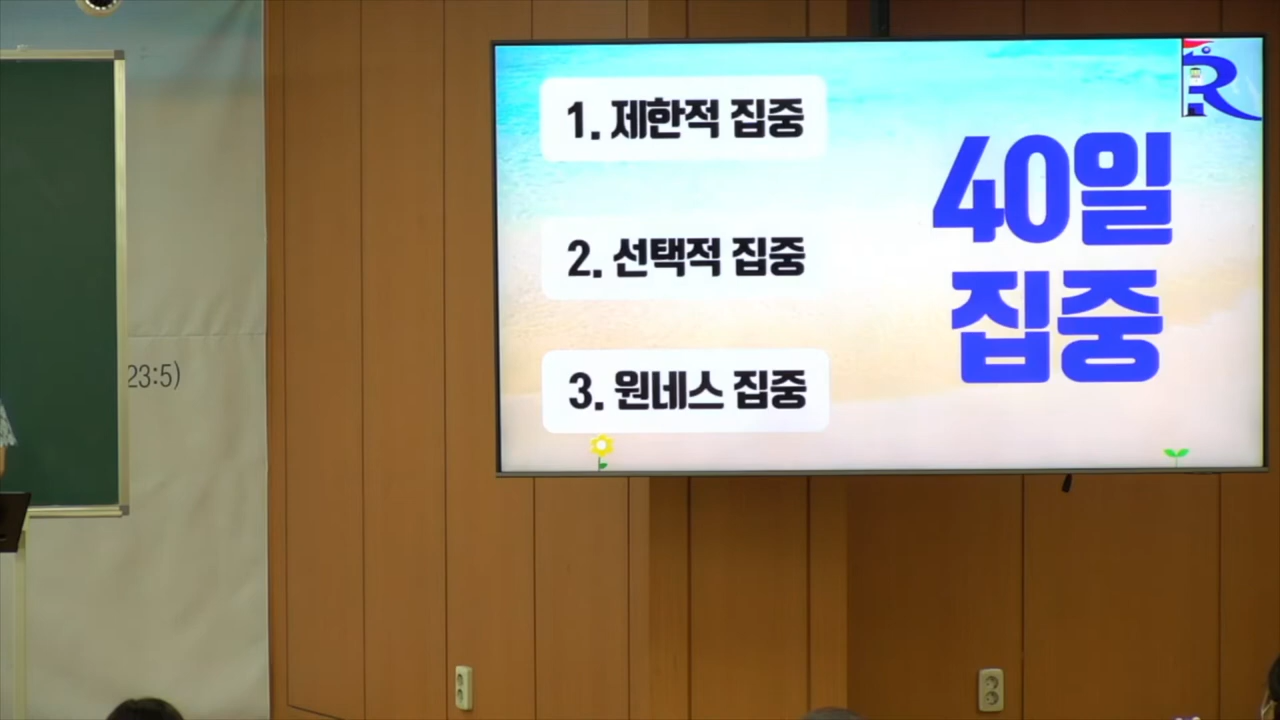 23:5)
1. 제한적 집중
2. 선택적 집중
3. 원네스 집중
40일
집중
R